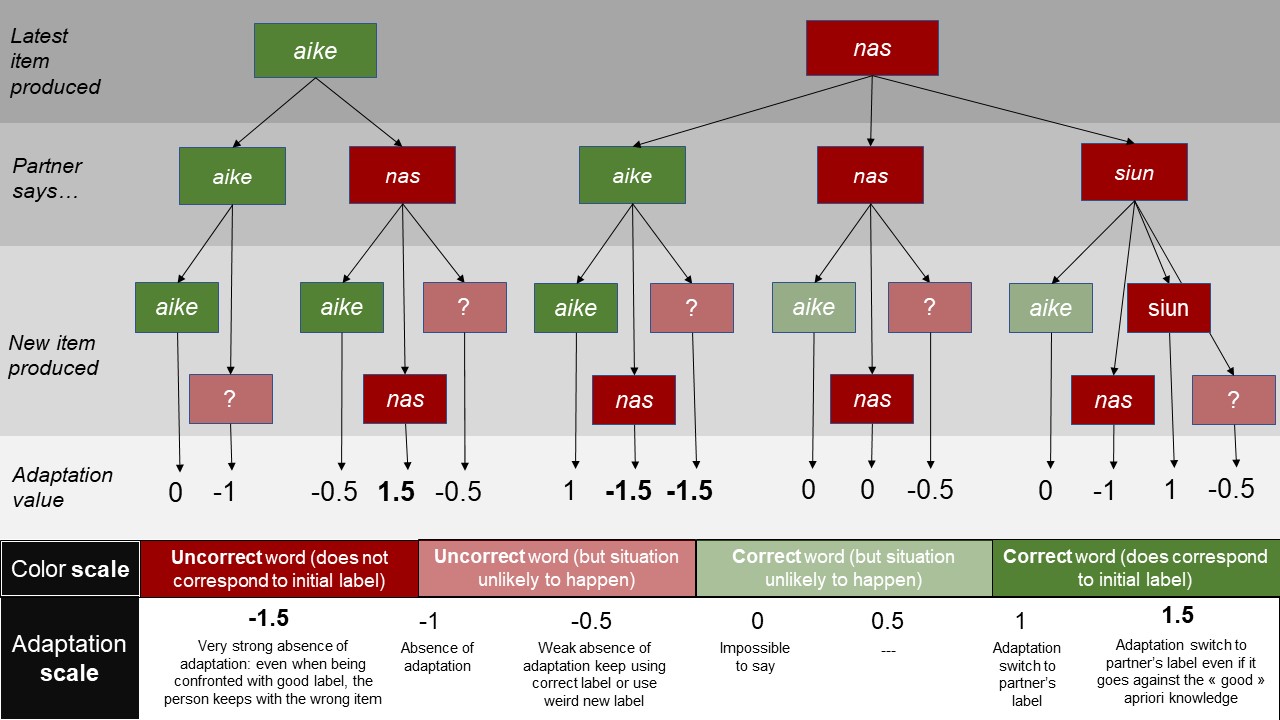 Latest
item
produced
aike
nas
Partner
says…
aike
nas
aike
nas
siun
New item
produced
aike
aike
?
aike
?
aike
?
aike
siun
?
nas
nas
nas
nas
?
Adaptation
value
0 -1 -0.5 1.5 -0.5 1 -1.5 -1.5 0 0 -0.5 0 -1 1 -0.5
Color scale
Uncorrect word (does not
correspond to initial label)
Uncorrect word (but situation
unlikely to happen)
Correct word (but situation
unlikely to happen)
Correct word (does correspond
to initial label)
Adaptation
scale
-1.5
Very strong absence of
adaptation: even when being
confronted with good label, the
person keeps with the wrong item
-1
Absence of
adaptation
-0.5
Weak absence of
adaptation keep using
correct label or use
weird new label
0
Impossible
to say
0.5
---
1
Adaptation
switch to
partner's
label
1.5
Adaptation switch to
partner's label even if it
goes against the « good »
apriori knowledge